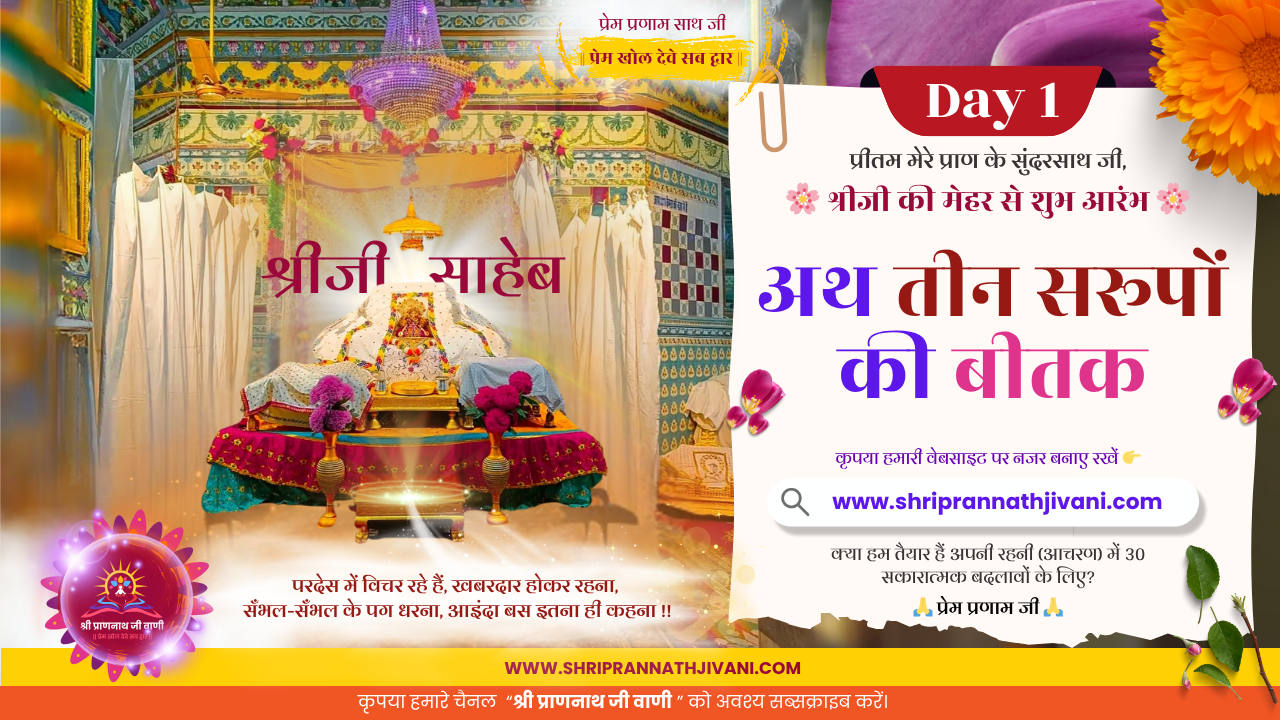 प्रेम प्रणाम साथ जी
॥ प्रेम खोल देवे सब द्वार ॥
श्रीजी साहेब
परदेस में विचर रहे हैं, खबरदार होकर रहना,
सँभल-सँभल के पग धरना, आइंदा बस इतना ही कहना !!
श्री प्राणनाथ जी वाणी
|| प्रेम खोल देवे सब द्वार ||
Day 1
प्रीतम मेरे प्राण के सुंदरसाथ जी,
🌸 श्रीजी की मेहर से शुभ आरंभ 🌸
अथ तीन सरूपों
की बीतक
कृपया हमारी वेबसाइट पर नजर बनाए रखें 👉
www.shriprannathjivani.com
क्या हम तैयार हैं अपनी रहनी (आचरण) में 30
सकारात्मक बदलावों के लिए?
🙏 प्रेम प्रणाम जी 🙏
WWW.SHRIPRANNATHJIVANI.COM
कृपया हमारे चैनल “श्री प्राणनाथ जी वाणी ” को अवश्य सब्सक्राइब करें।